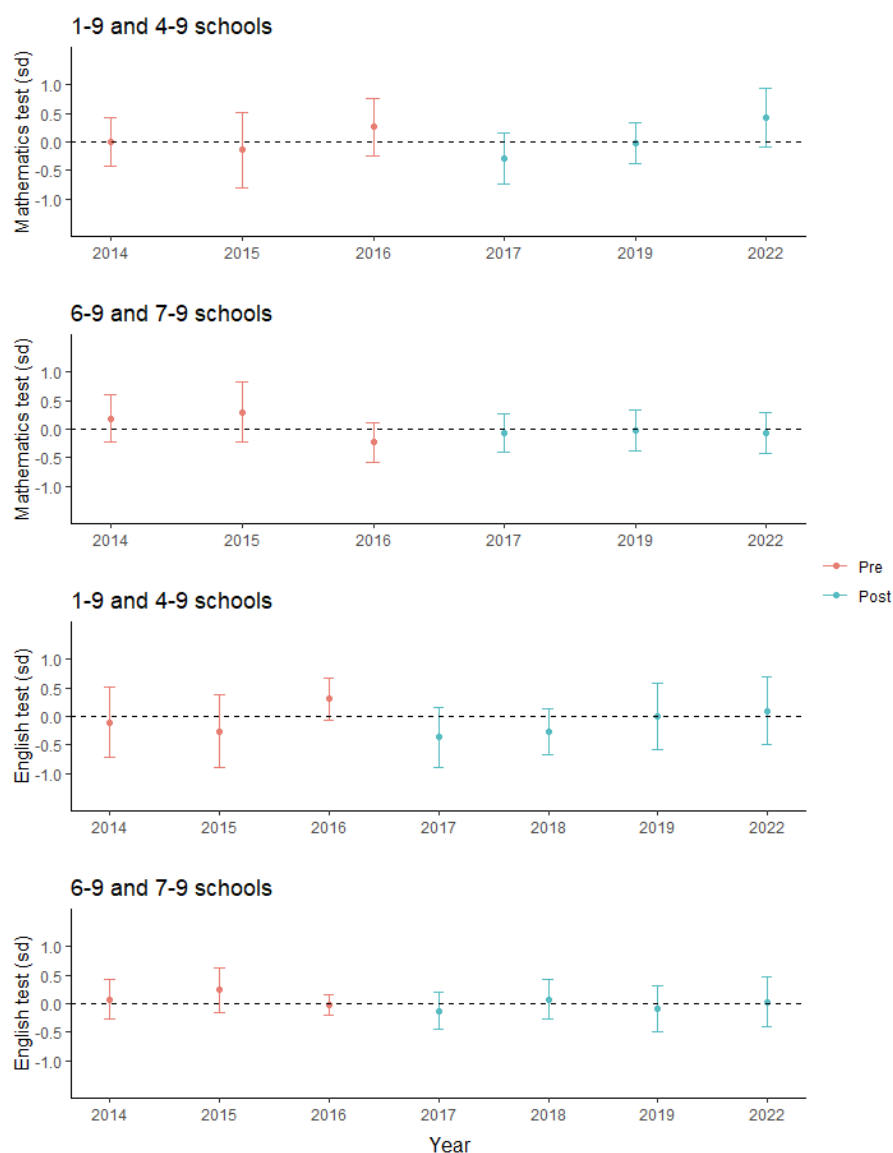 1-9 and 4-9 schools
Mathematics test (sd)
1.0
0.5
0.0
-0.5
-1.0
2014 2015 2016 2017 2019 2022
6-9 and 7-9 schools
Mathematics test (sd)
1.0
0.5
0.0
-0.5
-1.0
2014 2015 2016 2017 2019 2022
Pre
Post
1-9 and 4-9 schools
English test (sd)
1.0
0.5
0.0
-0.5
-1.0
2014 2015 2016 2017 2018 2019 2022
6-9 and 7-9 schools
English test (sd)
1.0
0.5
0.0
-0.5
-1.0
2014 2015 2016 2017 2018 2019 2022
Year